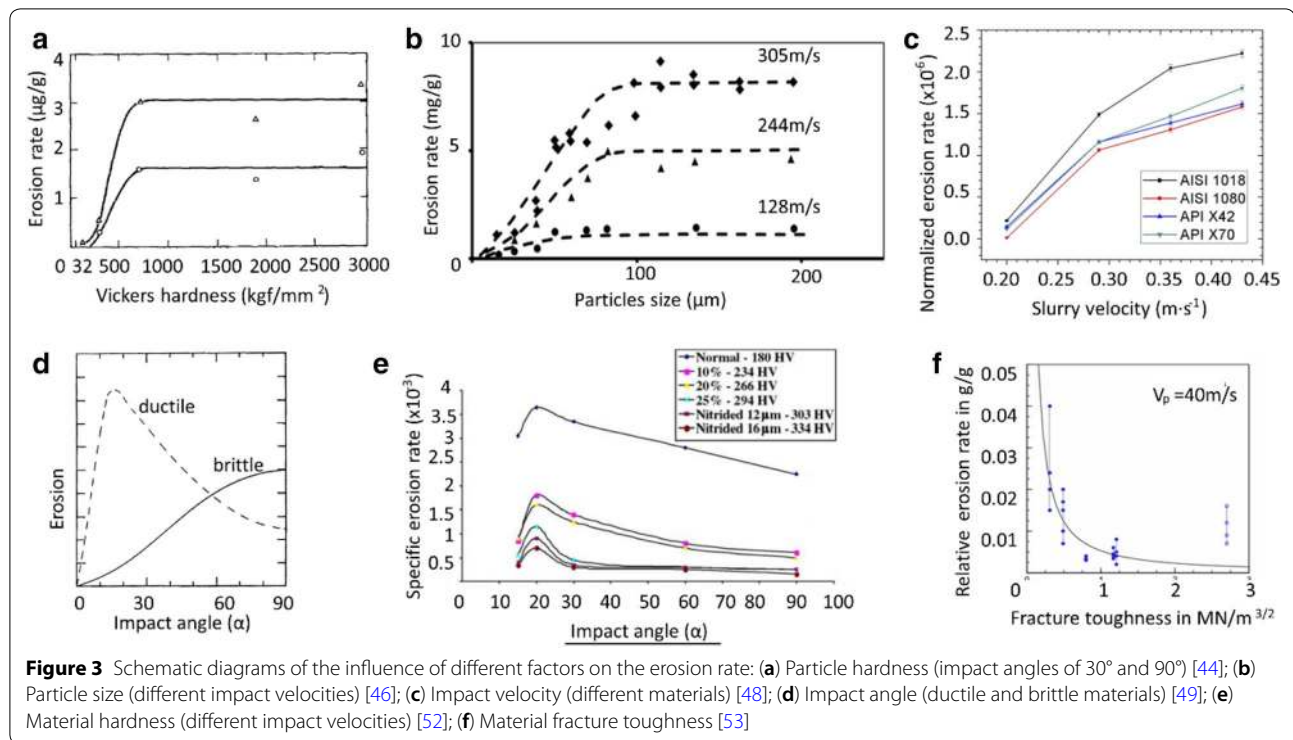 a
4
3
2
1
Erosion rate (µg/g)
0 32 500 1000 1500 2000 2500 3000
Vickers hardness (kgf/mm²)
b
10
5
0
Erosion rate (mg/g)
305m/s
244m/s
128m/s
100 200
Particles size (µm)
c
2.5
2.0
1.5
1.0
0.5
0.0
Normalized erosion rate (x10⁶)
AISI 1018
AISI 1080
API X42
API X70
0.20 0.25 0.30 0.35 0.40 0.45
Slurry velocity (m·s⁻¹)
d
Erosion
ductile
brittle
0 30 60 90
Impact angle (α)
e
4
3.5
3
2.5
2
1.5
1
0.5
Specific erosion rate (x10⁻³)
Normal - 180 HV
10% - 234 HV
20% - 266 HV
25% - 294 HV
Nitrided 12µm - 303 HV
Nitrided 16µm - 334 HV
0 10 20 30 40 50 60 70 80 90 100
Impact angle (α)
f
0.05
0.04
0.03
0.02
0.01
Relative erosion rate in g/g
Vₚ =40m/s
0 1 2 3
Fracture toughness in MN/m ³ᐟ²
Figure 3 Schematic diagrams of the influence of different factors on the erosion rate: (a) Particle hardness (impact angles of 30° and 90°) [44]; (b)
Particle size (different impact velocities) [46]; (c) Impact velocity (different materials) [48]; (d) Impact angle (ductile and brittle materials) [49]; (e)
Material hardness (different impact velocities) [52]; (f) Material fracture toughness [53]